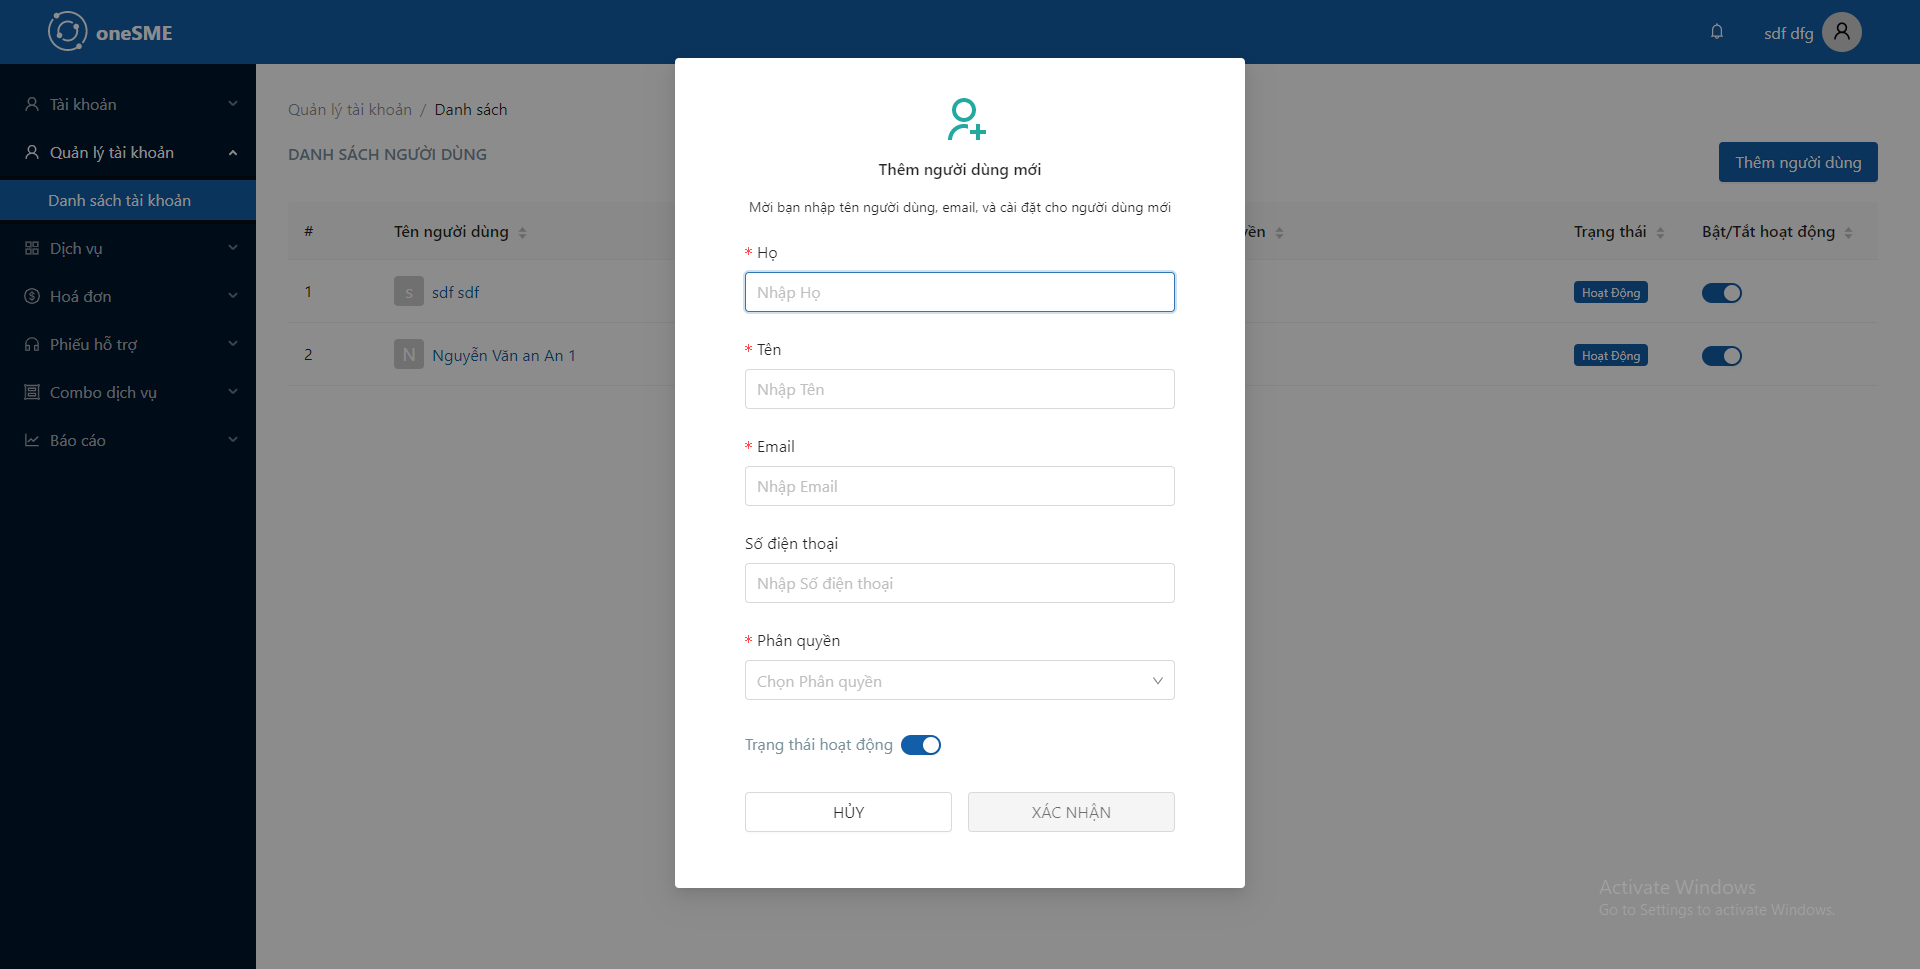 oneSME
sdf dfg
Tài khoản
Quản lý tài khoản
Danh sách tài khoản
Dịch vụ
Hoá đơn
Phiếu hỗ trợ
Combo dịch vụ
Báo cáo
Quản lý tài khoản / Danh sách
DANH SÁCH NGƯỜI DÙNG
Thêm người dùng
# Tên người dùng Trạng thái Bật/Tắt hoạt động
1 s sdf sdf Hoạt Động
2 N Nguyễn Văn an An 1 Hoạt Động
Thêm người dùng mới
Mời bạn nhập tên người dùng, email, và cài đặt cho người dùng mới
* Họ
Nhập Họ
* Tên
Nhập Tên
* Email
Nhập Email
Số điện thoại
Nhập Số điện thoại
* Phân quyền
Chọn Phân quyền
Trạng thái hoạt động
HỦY XÁC NHẬN
Activate Windows
Go to Settings to activate Windows.